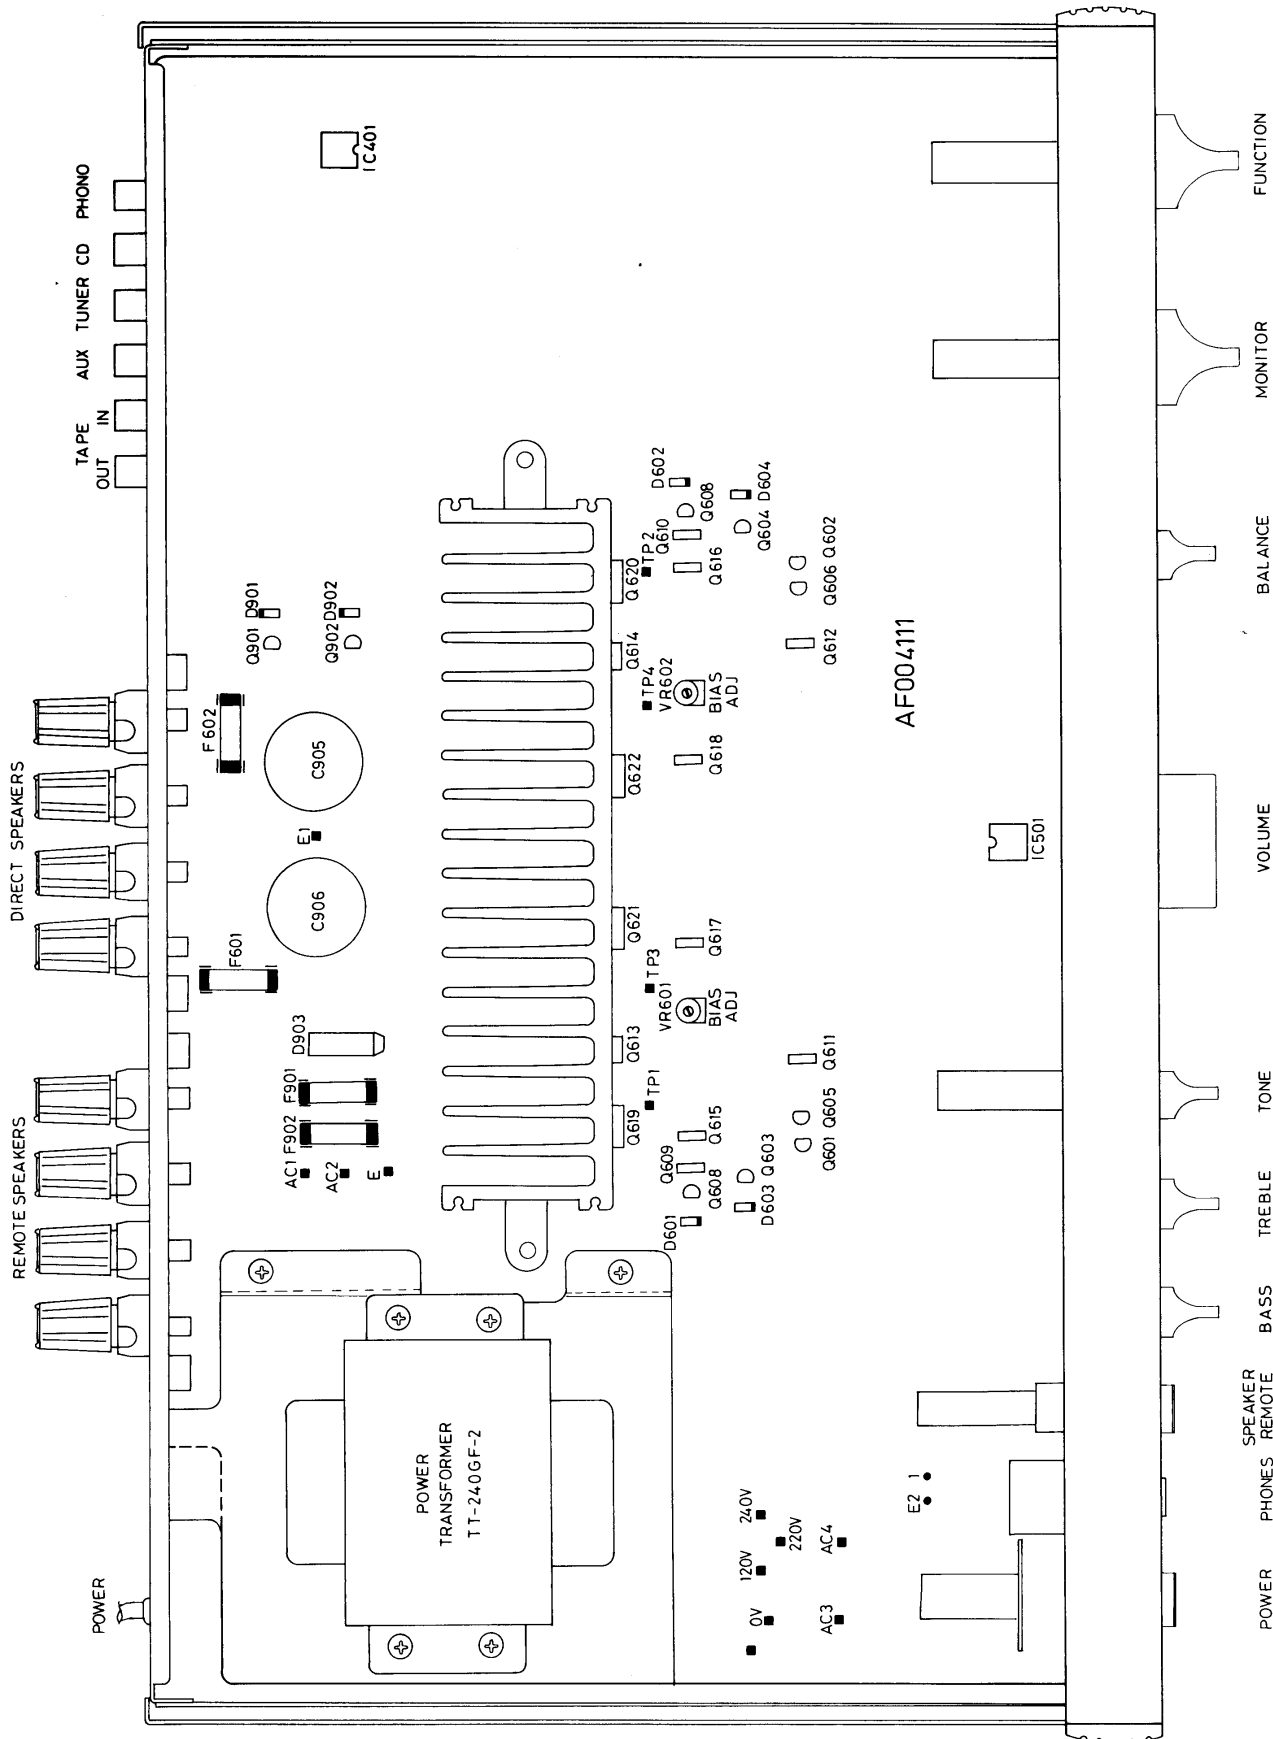 POWER
REMOTE SPEAKERS
DIRECT SPEAKERS
TAPE
OUT
IN
AUX
TUNER
CD
PHONO
F602
F601
Q901
D901
Q902
D902
C905
E1
C906
D903
F901
F902
AC1
AC2
E
IC401
POWER
TRANSFORMER
TT-240GF-2
Q619
Q613
Q621
Q622
Q614
Q620
TP1
TP3
TP4
TP2
VR601
BIAS
ADJ
VR602
BIAS
ADJ
D601
Q608
Q609
Q615
Q617
Q618
Q616
Q610
Q608
D602
D603
Q603
Q604
D604
Q601
Q605
Q611
Q612
Q606
Q602
AF004111
IC501
0V
120V
220V
240V
AC3
AC4
E2
1
POWER
PHONES
SPEAKER
REMOTE
BASS
TREBLE
TONE
VOLUME
BALANCE
MONITOR
FUNCTION